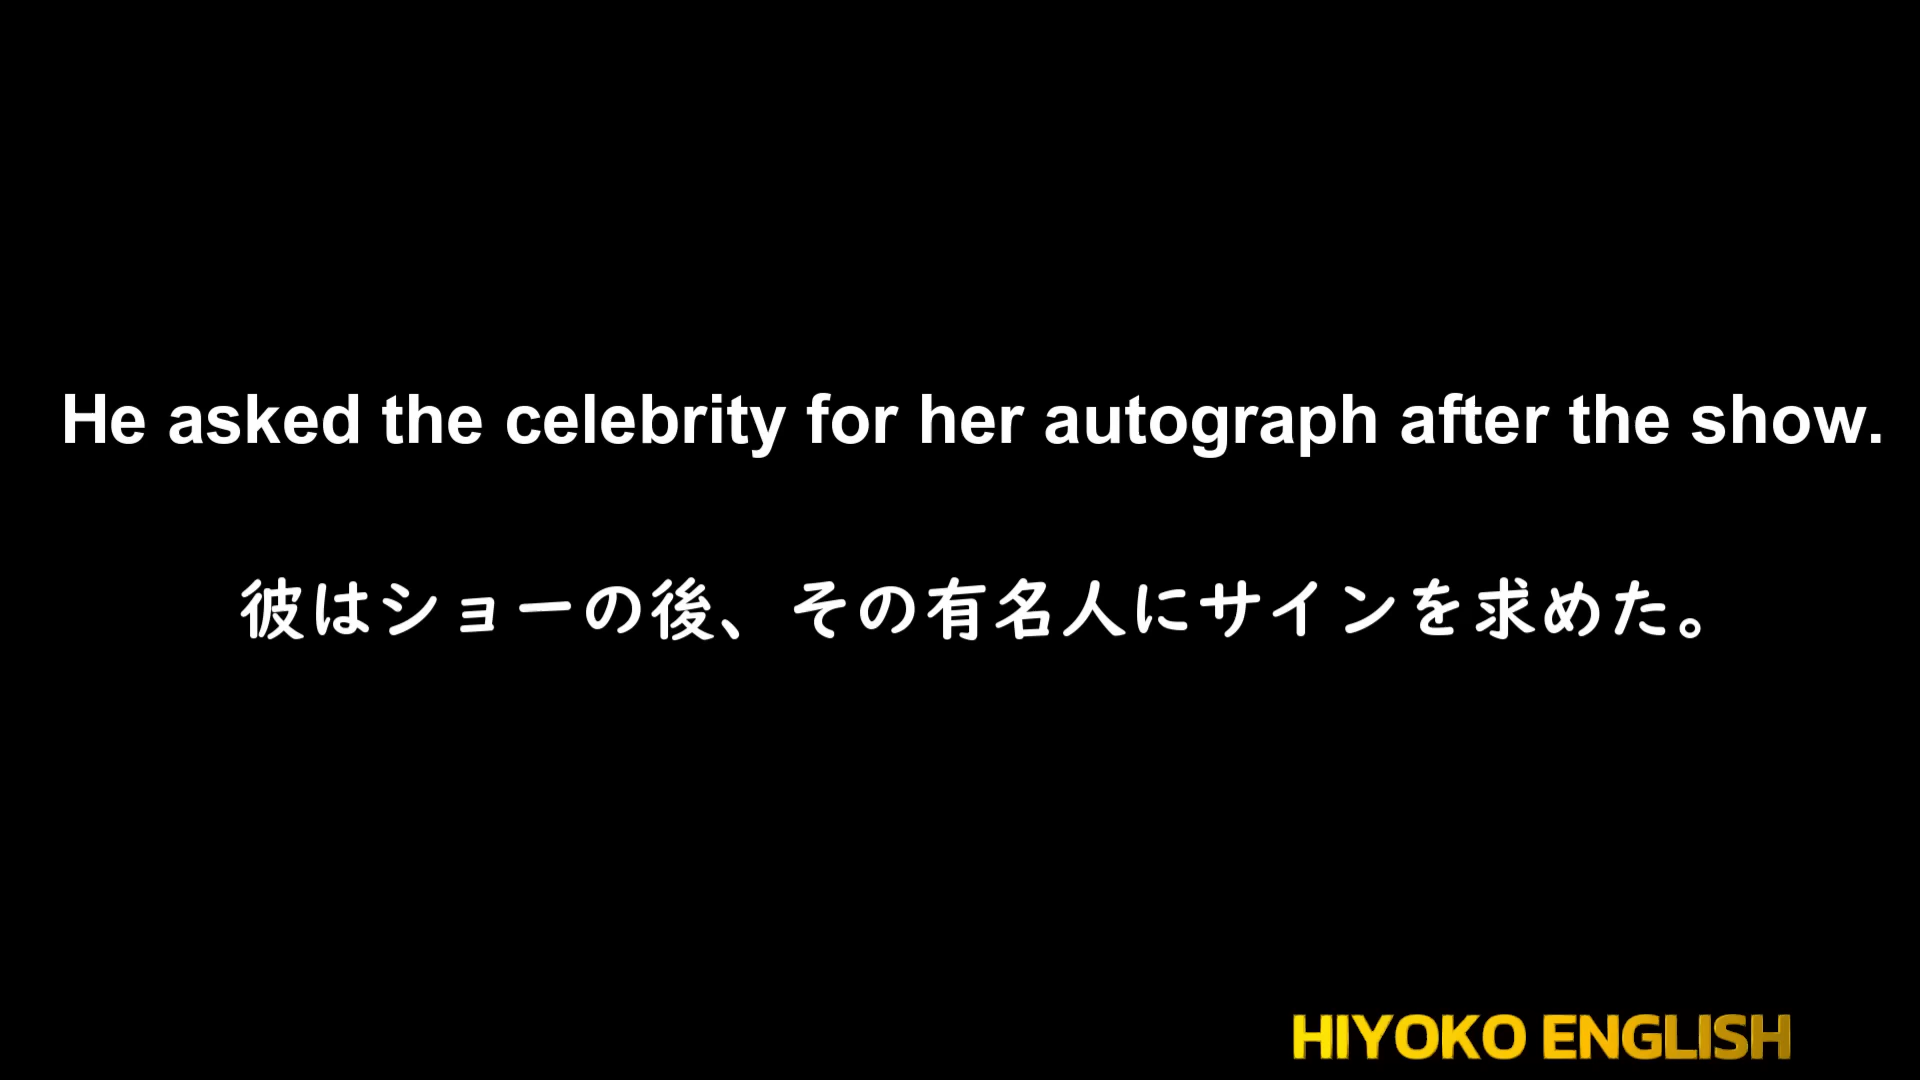 He asked the celebrity for her autograph after the show.
彼はショーの後、その有名人にサインを求めた。
HIYOKO ENGLISH